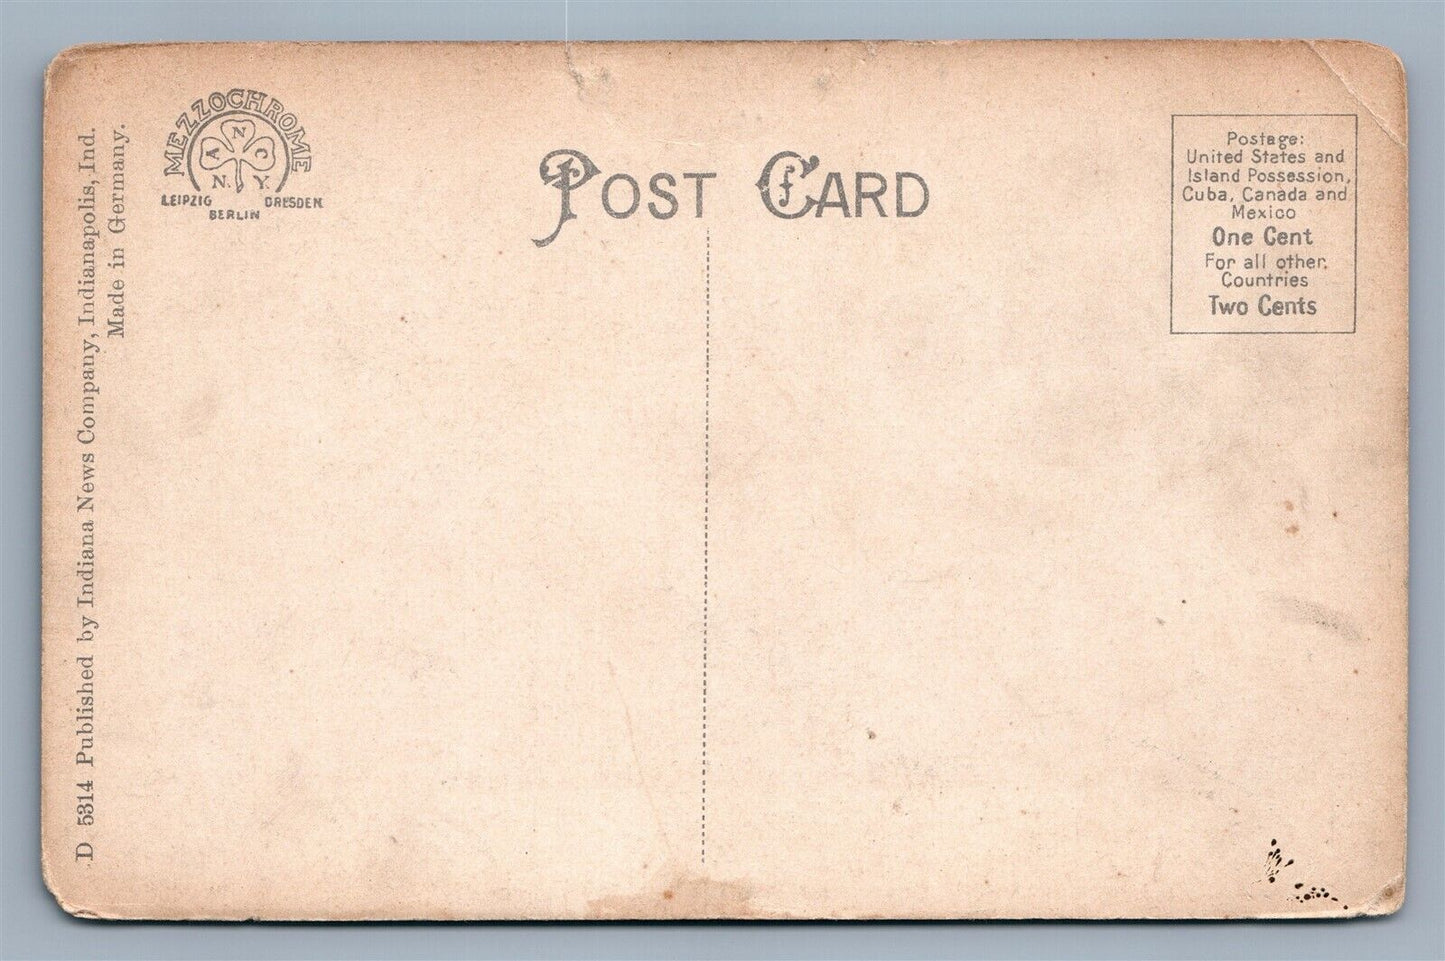 D 5314 Published by Indiana News Company, Indianapolis, Ind.
Made in Germany.
MEZZOCHROME
A N C
N. Y.
LEIPZIG DRESDEN
BERLIN
POST CARD
Postage:
United States and
Island Possession,
Cuba, Canada and
Mexico
One Cent
For all other
Countries
Two Cents